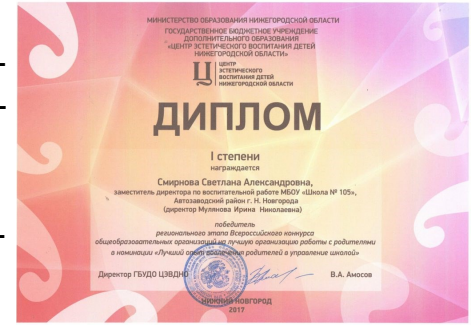 МИНИСТЕРСТВО ОБРАЗОВАНИЯ НИЖЕГОРОДСКОЙ ОБЛАСТИ
ГОСУДАРСТВЕННОЕ БЮДЖЕТНОЕ УЧРЕЖДЕНИЕ
ДОПОЛНИТЕЛЬНОГО ОБРАЗОВАНИЯ
«ЦЕНТР ЭСТЕТИЧЕСКОГО ВОСПИТАНИЯ ДЕТЕЙ
НИЖЕГОРОДСКОЙ ОБЛАСТИ»
Ц
ЦЕНТР
ЭСТЕТИЧЕСКОГО
ВОСПИТАНИЯ ДЕТЕЙ
НИЖЕГОРОДСКОЙ ОБЛАСТИ
ДИПЛОМ
I степени
награждается
Смирнова Светлана Александровна,
заместитель директора по воспитательной работе МБОУ «Школа № 105»,
Автозаводский район г. Н. Новгорода
(директор Мулянова Ирина Николаевна)
победитель
регионального этапа Всероссийского конкурса
общеобразовательных организаций на лучшую организацию работы с родителями
в номинации «Лучший опыт вовлечения родителей в управление школой»
Директор ГБУДО ЦЭВДНО В.А. Амосов
НИЖНИЙ НОВГОРОД
2017